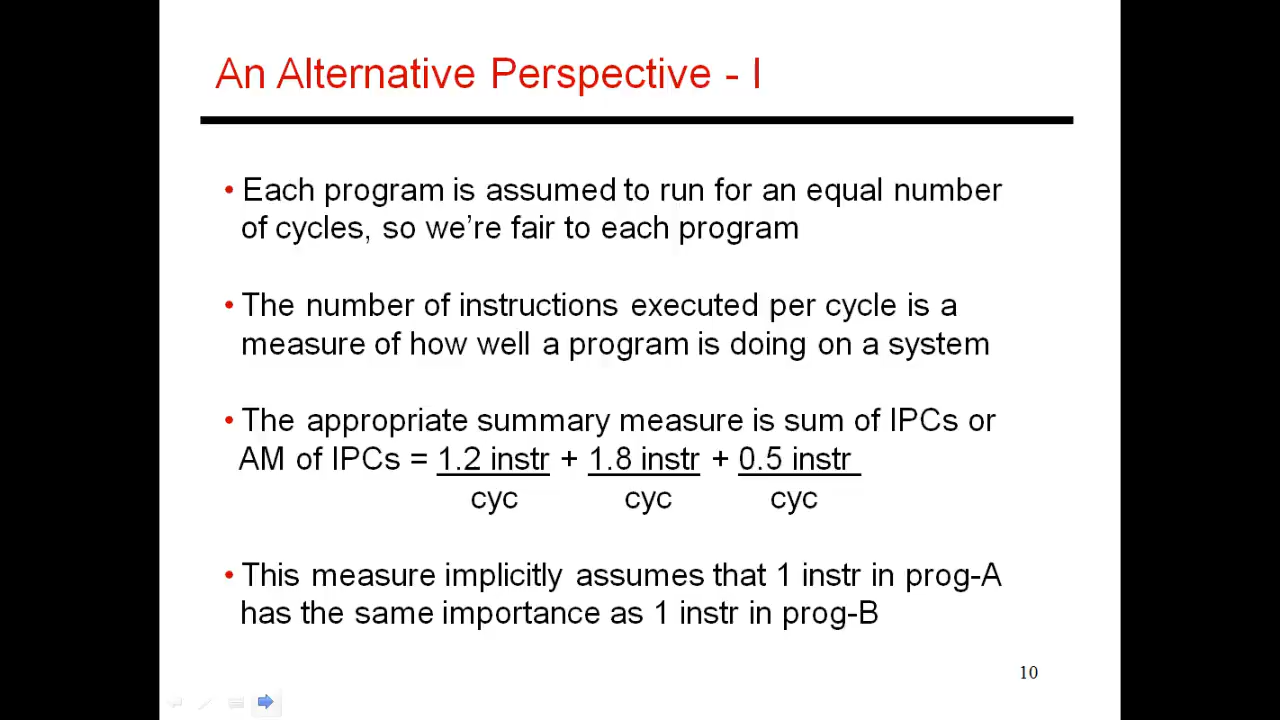 An Alternative Perspective - I
• Each program is assumed to run for an equal number
of cycles, so we’re fair to each program
• The number of instructions executed per cycle is a
measure of how well a program is doing on a system
• The appropriate summary measure is sum of IPCs or
AM of IPCs = 1.2 instr + 1.8 instr + 0.5 instr
cyc cyc cyc
• This measure implicitly assumes that 1 instr in prog-A
has the same importance as 1 instr in prog-B
10